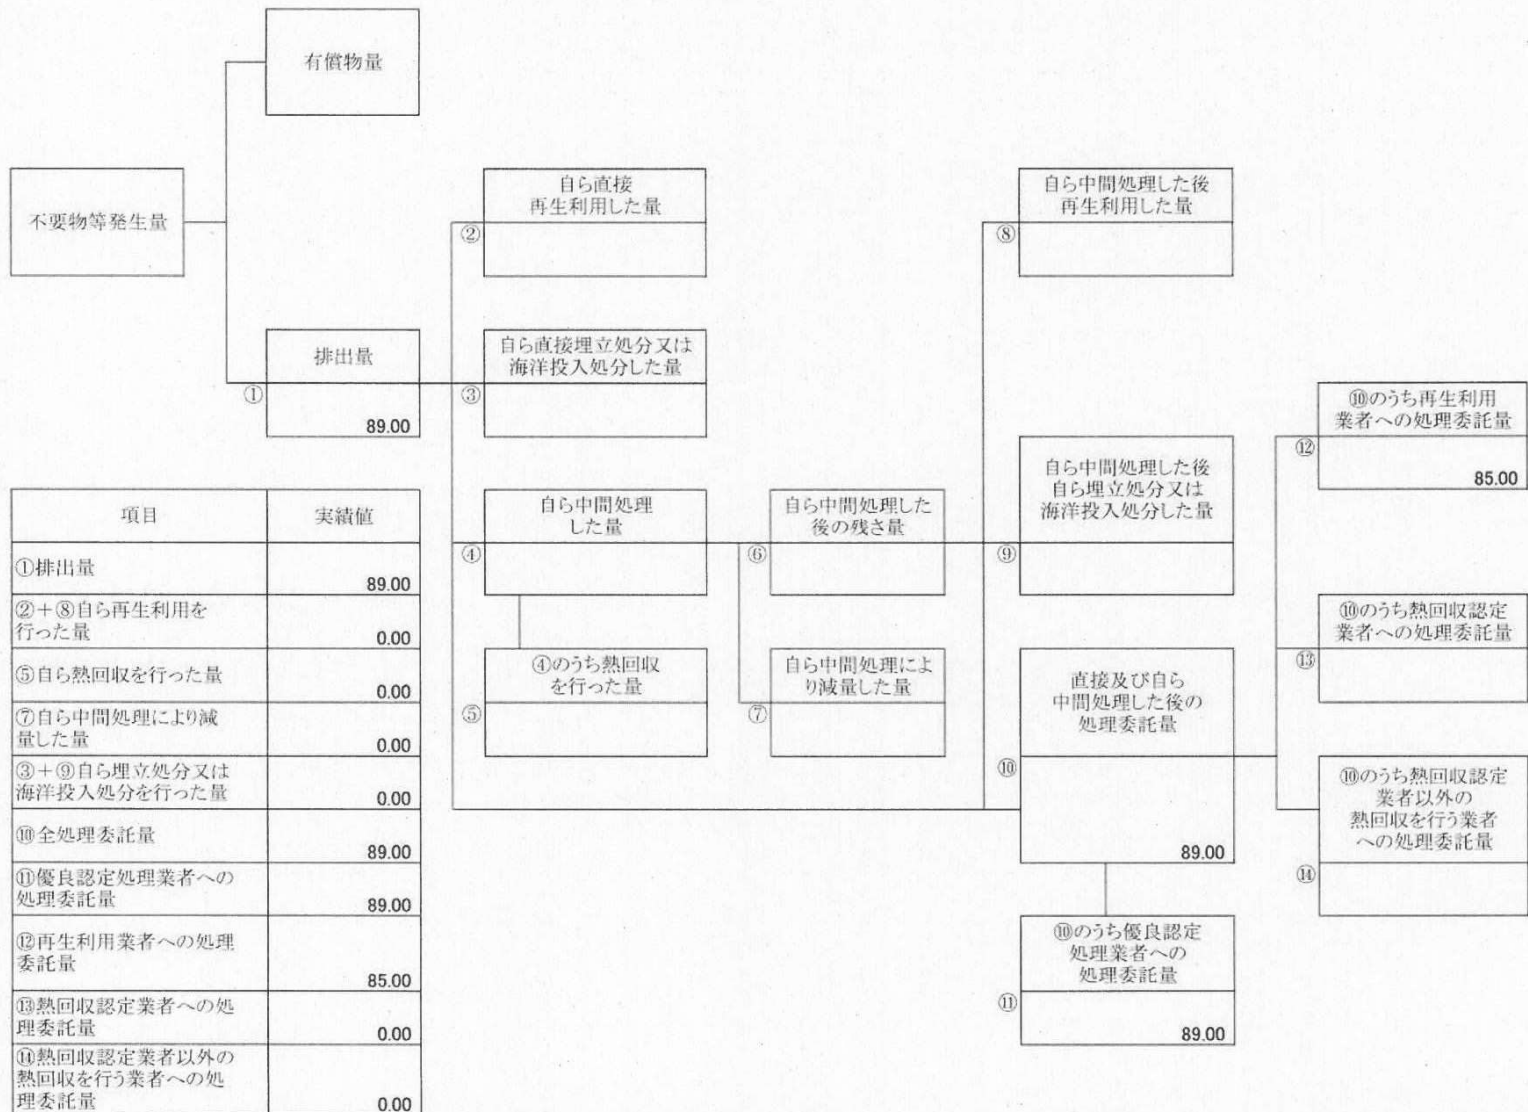 有償物量
不要物等発生量
自ら直接
再生利用した量
②
自ら中間処理した後
再生利用した量
⑧
排出量
①
89.00
自ら直接埋立処分又は
海洋投入処分した量
③
⑩のうち再生利用
業者への処理委託量
⑫
85.00
自ら中間処理
した量
④
自ら中間処理した
後の残さ量
⑥
自ら中間処理した後
自ら埋立処分又は
海洋投入処分した量
⑨
⑩のうち熱回収認定
業者への処理委託量
⑬
④のうち熱回収
を行った量
⑤
自ら中間処理によ
り減量した量
⑦
直接及び自ら
中間処理した後の
処理委託量
⑩
89.00
⑩のうち熱回収認定
業者以外の
熱回収を行う業者
への処理委託量
⑭
⑩のうち優良認定
処理業者への
処理委託量
⑪
89.00
項目 実績値
①排出量
89.00
②+⑧自ら再生利用を
行った量
0.00
⑤自ら熱回収を行った量
0.00
⑦自ら中間処理により減
量した量
0.00
③+⑨自ら埋立処分又は
海洋投入処分を行った量
0.00
⑩全処理委託量
89.00
⑪優良認定処理業者への
処理委託量
89.00
⑫再生利用業者への処理
委託量
85.00
⑬熱回収認定業者への処
理委託量
0.00
⑭熱回収認定業者以外の
熱回収を行う業者への処
理委託量
0.00